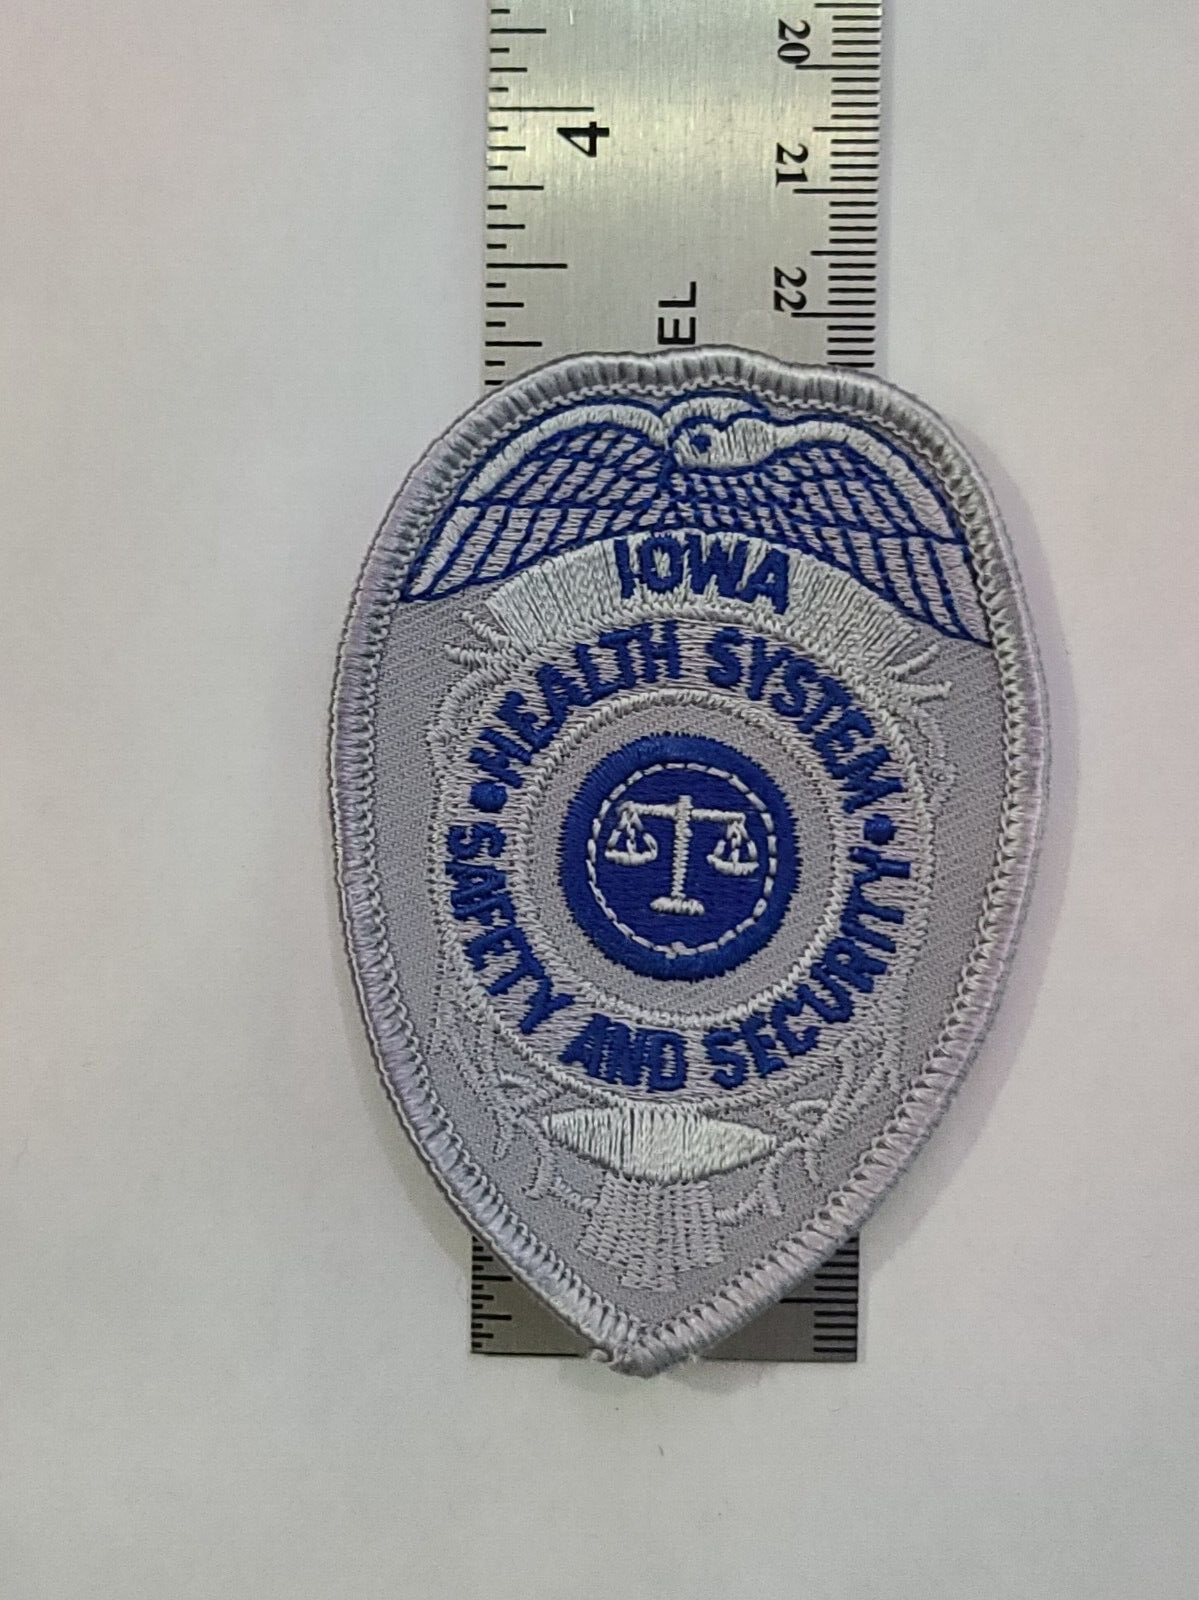 20
4
21
22
EL
IOWA
• HEALTH SYSTEM •
SAFETY AND SECURITY